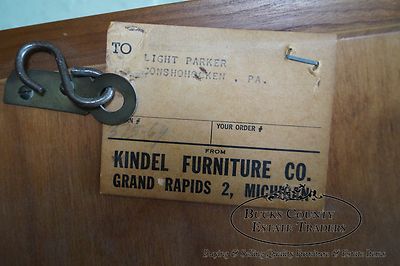 TO
LIGHT PARKER
CONSHOHOCKEN , PA.
YOUR ORDER #
FROM
KINDEL FURNITURE CO.
GRAND RAPIDS 2, MICHIGAN
BUCKS COUNTY
ESTATE TRADERS
Buying & Selling Quality Furniture & Estate Items